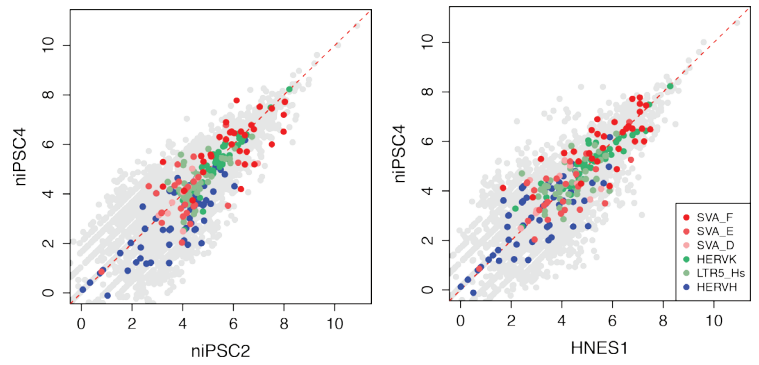 niPSC4
0 2 4 6 8 10
0 2 4 6 8 10
niPSC2
niPSC4
0 2 4 6 8 10
0 2 4 6 8 10
HNES1
SVA_F
SVA_E
SVA_D
HERVK
LTR5_Hs
HERVH